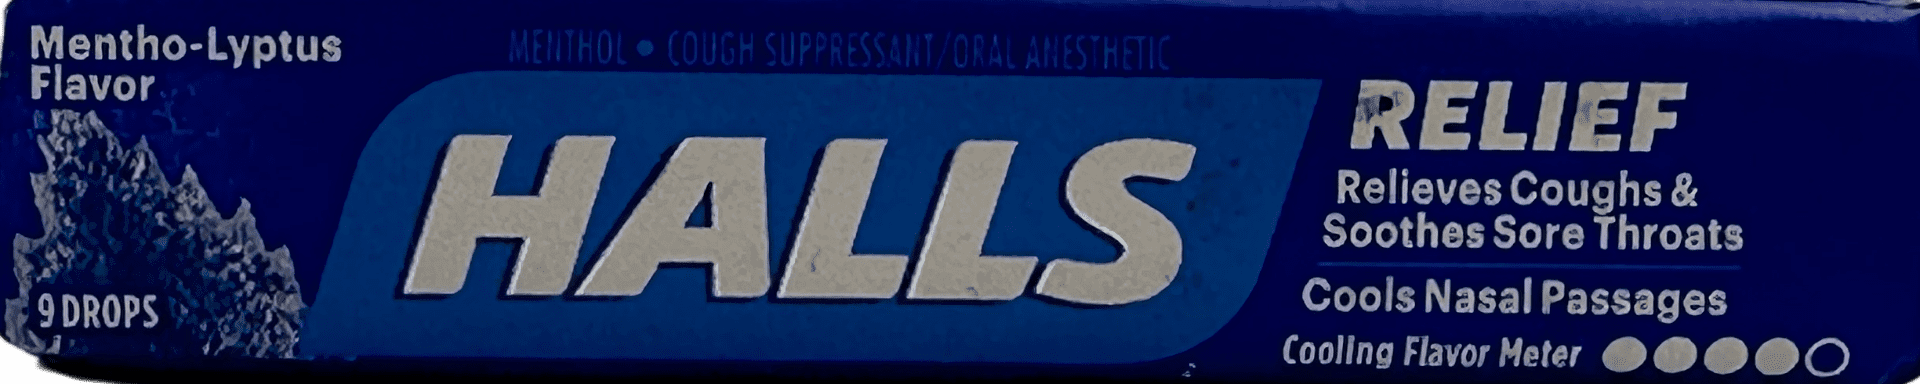 Mentho-Lyptus
Flavor
9 DROPS
MENTHOL • COUGH SUPPRESSANT/ORAL ANESTHETIC
HALLS
RELIEF
Relieves Coughs &
Soothes Sore Throats
Cools Nasal Passages
Cooling Flavor Meter